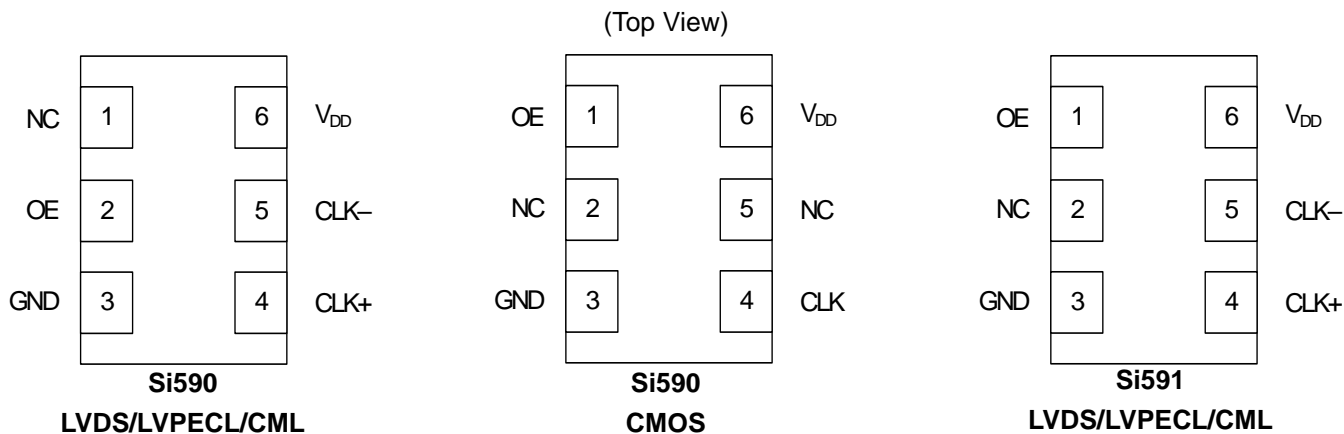 (Top View)
NC 1 6 VDD
OE 2 5 CLK–
GND 3 4 CLK+
Si590
LVDS/LVPECL/CML
OE 1 6 VDD
NC 2 5 NC
GND 3 4 CLK
Si590
CMOS
OE 1 6 VDD
NC 2 5 CLK–
GND 3 4 CLK+
Si591
LVDS/LVPECL/CML